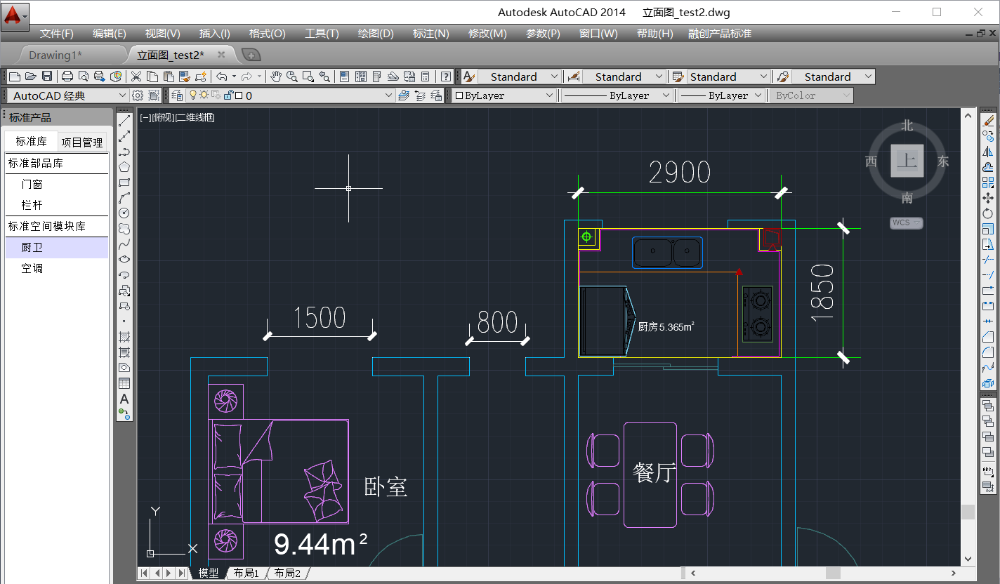 Autodesk AutoCAD 2014 立面图_test2.dwg
文件(F) 编辑(E) 视图(V) 插入(I) 格式(O) 工具(T) 绘图(D) 标注(N) 修改(M) 参数(P) 窗口(W) 帮助(H) 融创产品标准
Drawing1* 立面图_test2*
Standard Standard Standard Standard
AutoCAD 经典 0 ByLayer ByLayer ByLayer ByColor
标准产品
标准库 项目管理
标准部品库
门窗
栏杆
标准空间模块库
厨卫
空调
[−][俯视][二维线框]
北
西 上 东
南
WCS
2900
1850
1500
800
厨房 5.365m²
卧室
餐厅
9.44m²
Y
X
A
ABC
模型 布局1 布局2